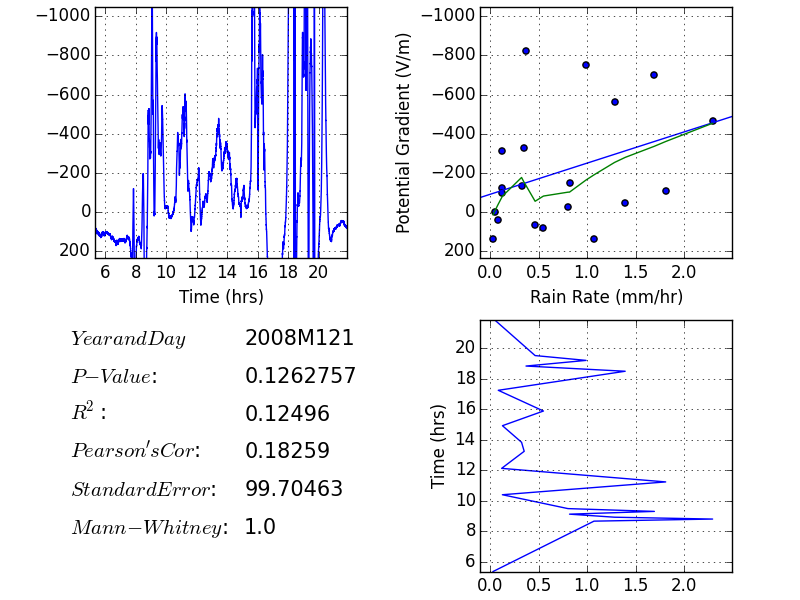 −1000
−800
−600
−400
−200
0
200
6 8 10 12 14 16 18 20
Time (hrs)
Potential Gradient (V/m)
−1000
−800
−600
−400
−200
0
200
0.0 0.5 1.0 1.5 2.0
Rain Rate (mm/hr)
YearandDay 2008M121
P−Value: 0.1262757
R²: 0.12496
Pearson'sCor: 0.18259
StandardError: 99.70463
Mann−Whitney: 1.0
Time (hrs)
20
18
16
14
12
10
8
6
0.0 0.5 1.0 1.5 2.0